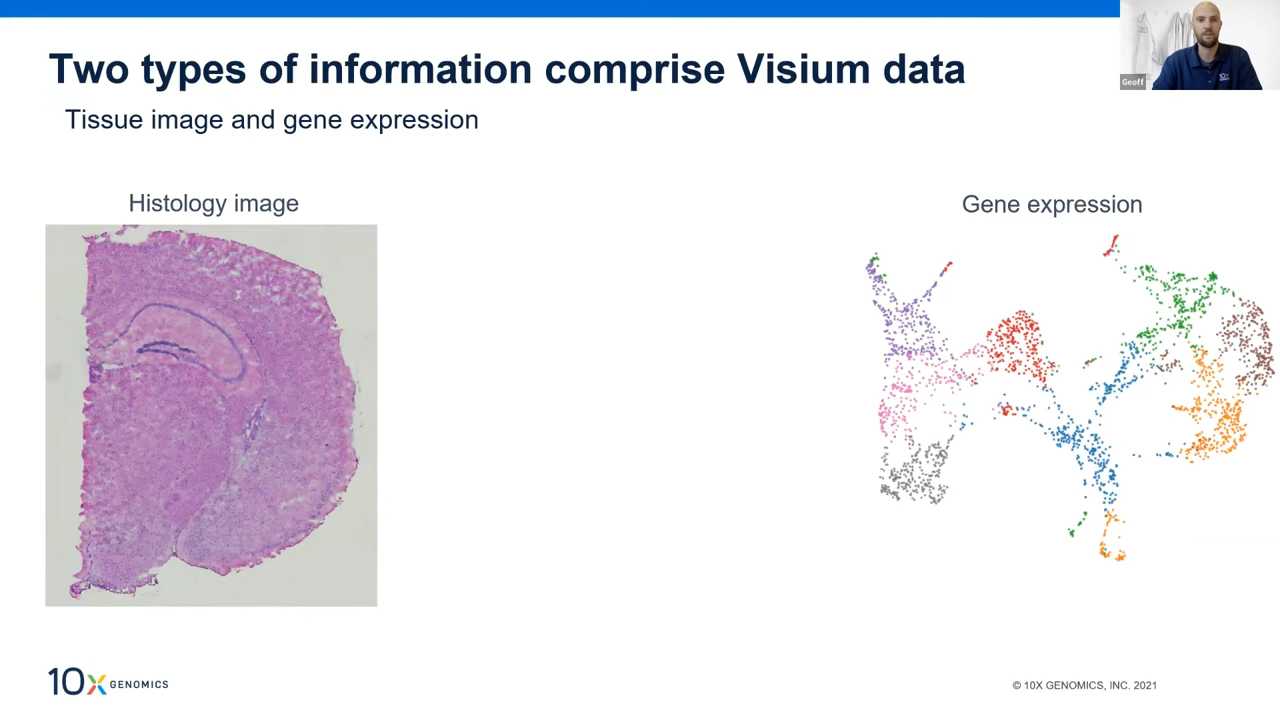 Two types of information comprise Visium data
Geoff
Tissue image and gene expression
Histology image
Gene expression
10x GENOMICS
© 10X GENOMICS, INC. 2021